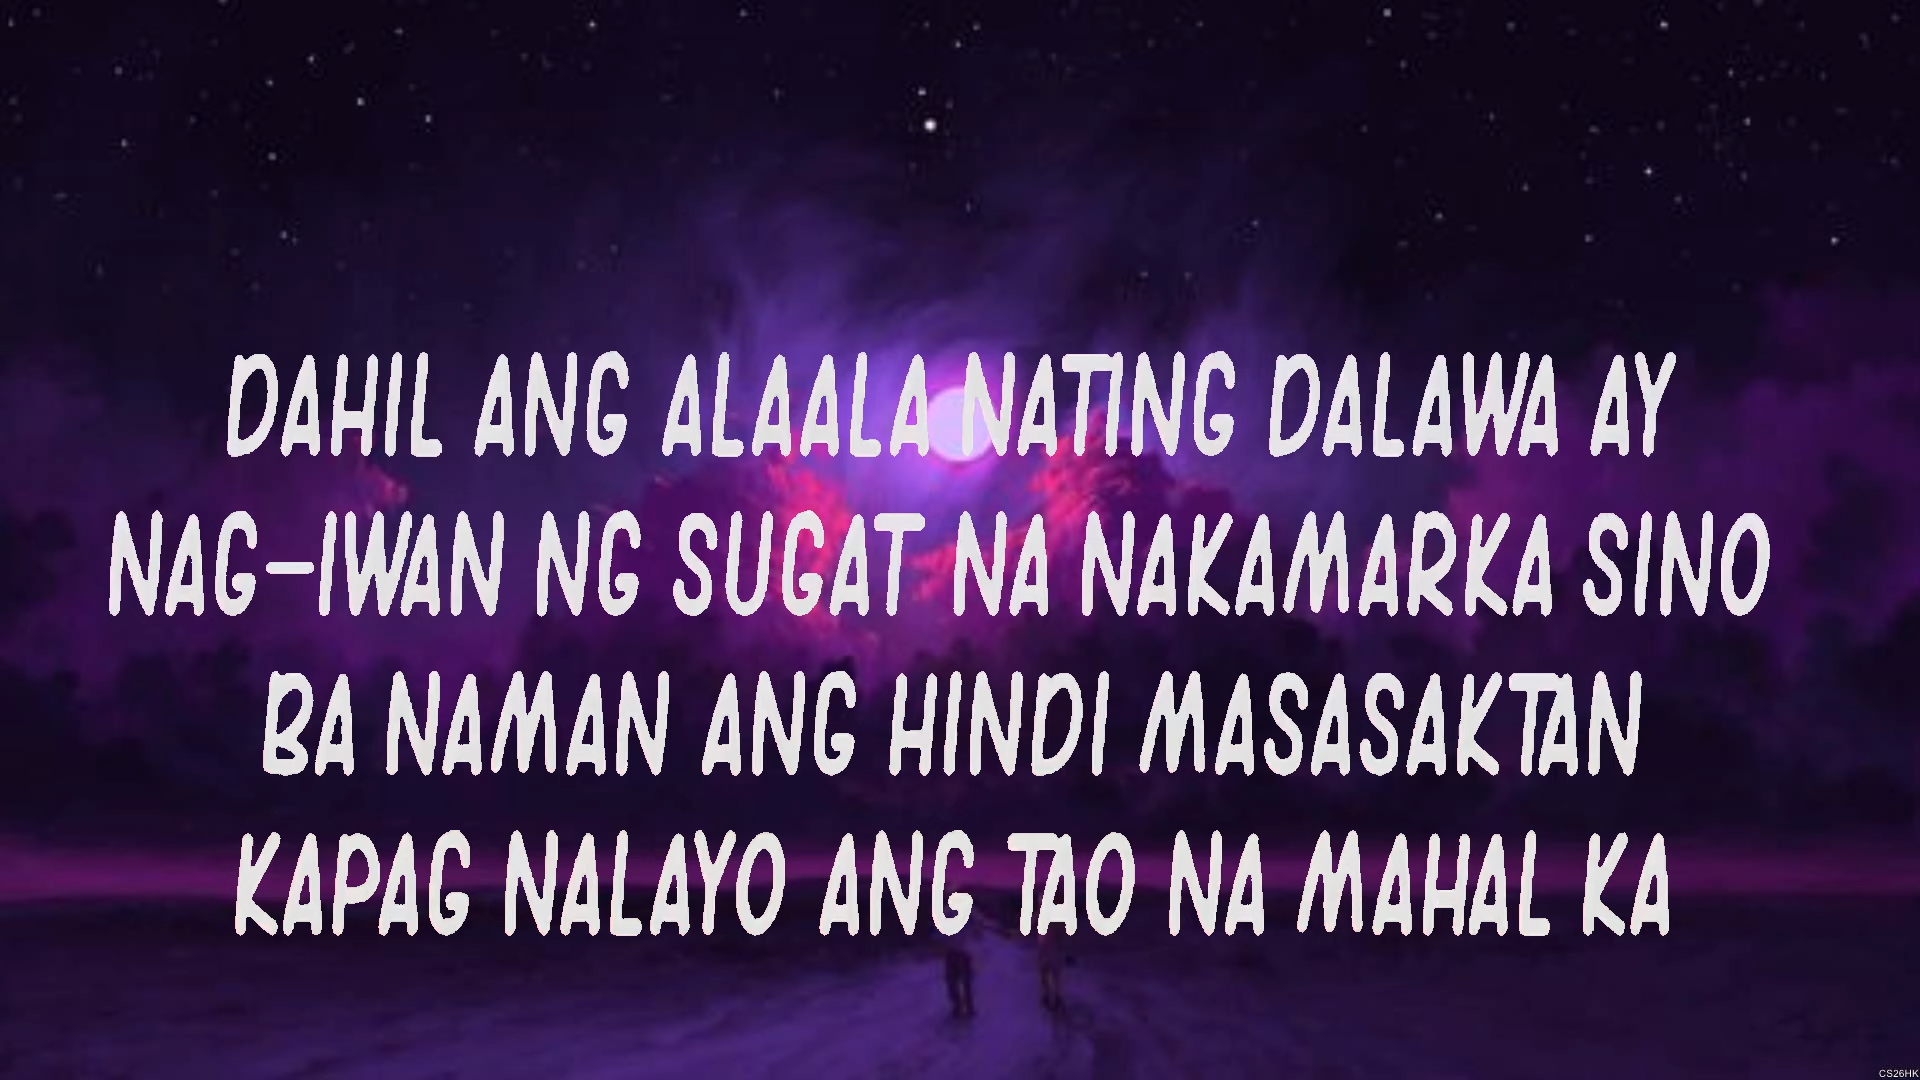 DAHIL ANG ALAALA NATING DALAWA AY
NAG-IWAN NG SUGAT NA NAKAMARKA SINO
BA NAMAN ANG HINDI MASASAKTAN
KAPAG NALAYO ANG TAO NA MAHAL KA
CS26HK